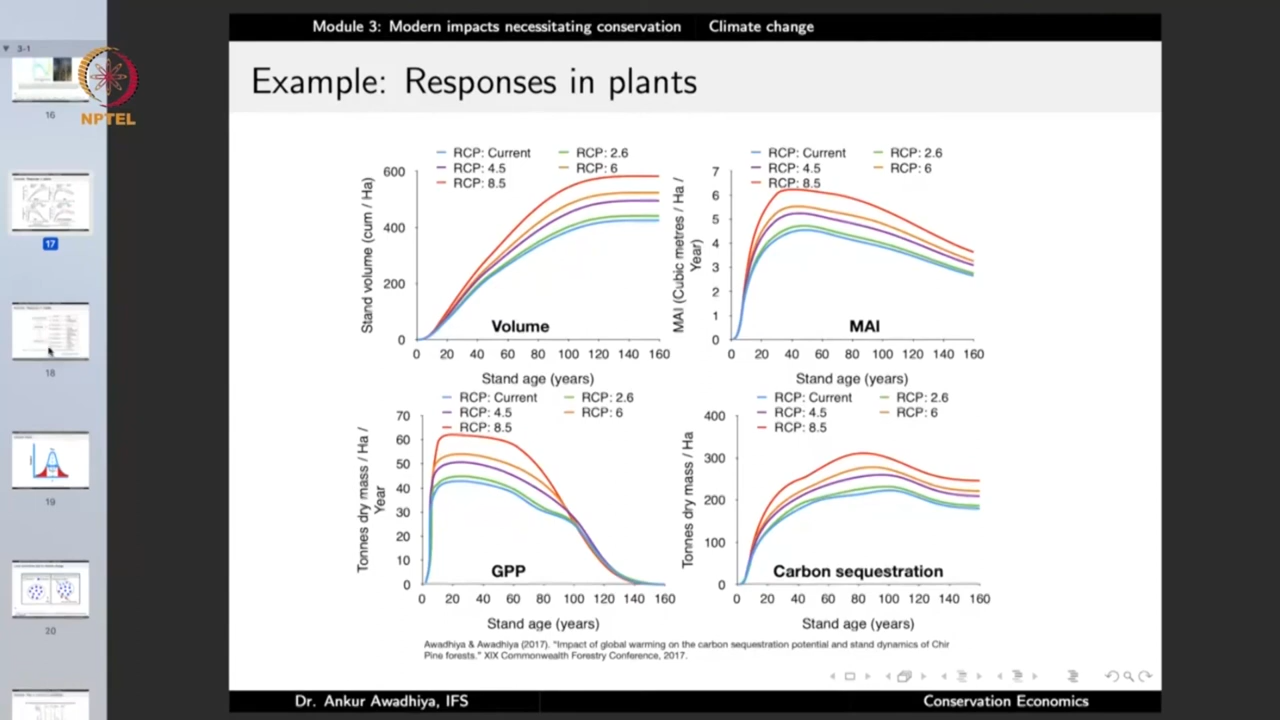 Module 3: Modern impacts necessitating conservation Climate change
Example: Responses in plants
3-1
NPTEL
16
17
18
19
20
RCP: Current RCP: 2.6
RCP: 4.5 RCP: 6
RCP: 8.5
Stand volume (cum / Ha)
600
400
200
0
Volume
0 20 40 60 80 100 120 140 160
Stand age (years)
RCP: Current RCP: 2.6
RCP: 4.5 RCP: 6
RCP: 8.5
MAI (Cubic metres / Ha /
Year)
7
6
5
4
3
2
1
0
MAI
0 20 40 60 80 100 120 140 160
Stand age (years)
RCP: Current RCP: 2.6
RCP: 4.5 RCP: 6
RCP: 8.5
Tonnes dry mass / Ha /
Year
70
60
50
40
30
20
10
0
GPP
0 20 40 60 80 100 120 140 160
Stand age (years)
RCP: Current RCP: 2.6
RCP: 4.5 RCP: 6
RCP: 8.5
Tonnes dry mass / Ha
400
300
200
100
0
Carbon sequestration
0 20 40 60 80 100 120 140 160
Stand age (years)
Awadhiya & Awadhiya (2017). "Impact of global warming on the carbon sequestration potential and stand dynamics of Chir
Pine forests." XIX Commonwealth Forestry Conference, 2017.
Dr. Ankur Awadhiya, IFS Conservation Economics